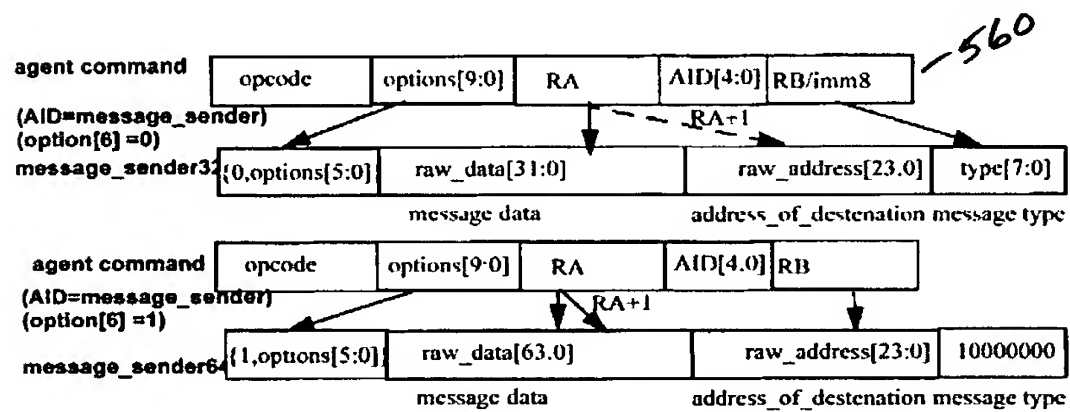 560
agent command opcode options[9:0] RA AID[4:0] RB/imm8
(AID=message_sender)
(option[6] =0)
RA+1
message_sender32 {0,options[5:0]} raw_data[31:0] raw_address[23.0] type[7:0]
message data address_of_destenation message type
agent command opcode options[9:0] RA AID[4.0] RB
(AID=message_sender)
(option[6] =1)
RA+1
message_sender64 {1,options[5:0]} raw_data[63.0] raw_address[23:0] 10000000
message data address_of_destenation message type